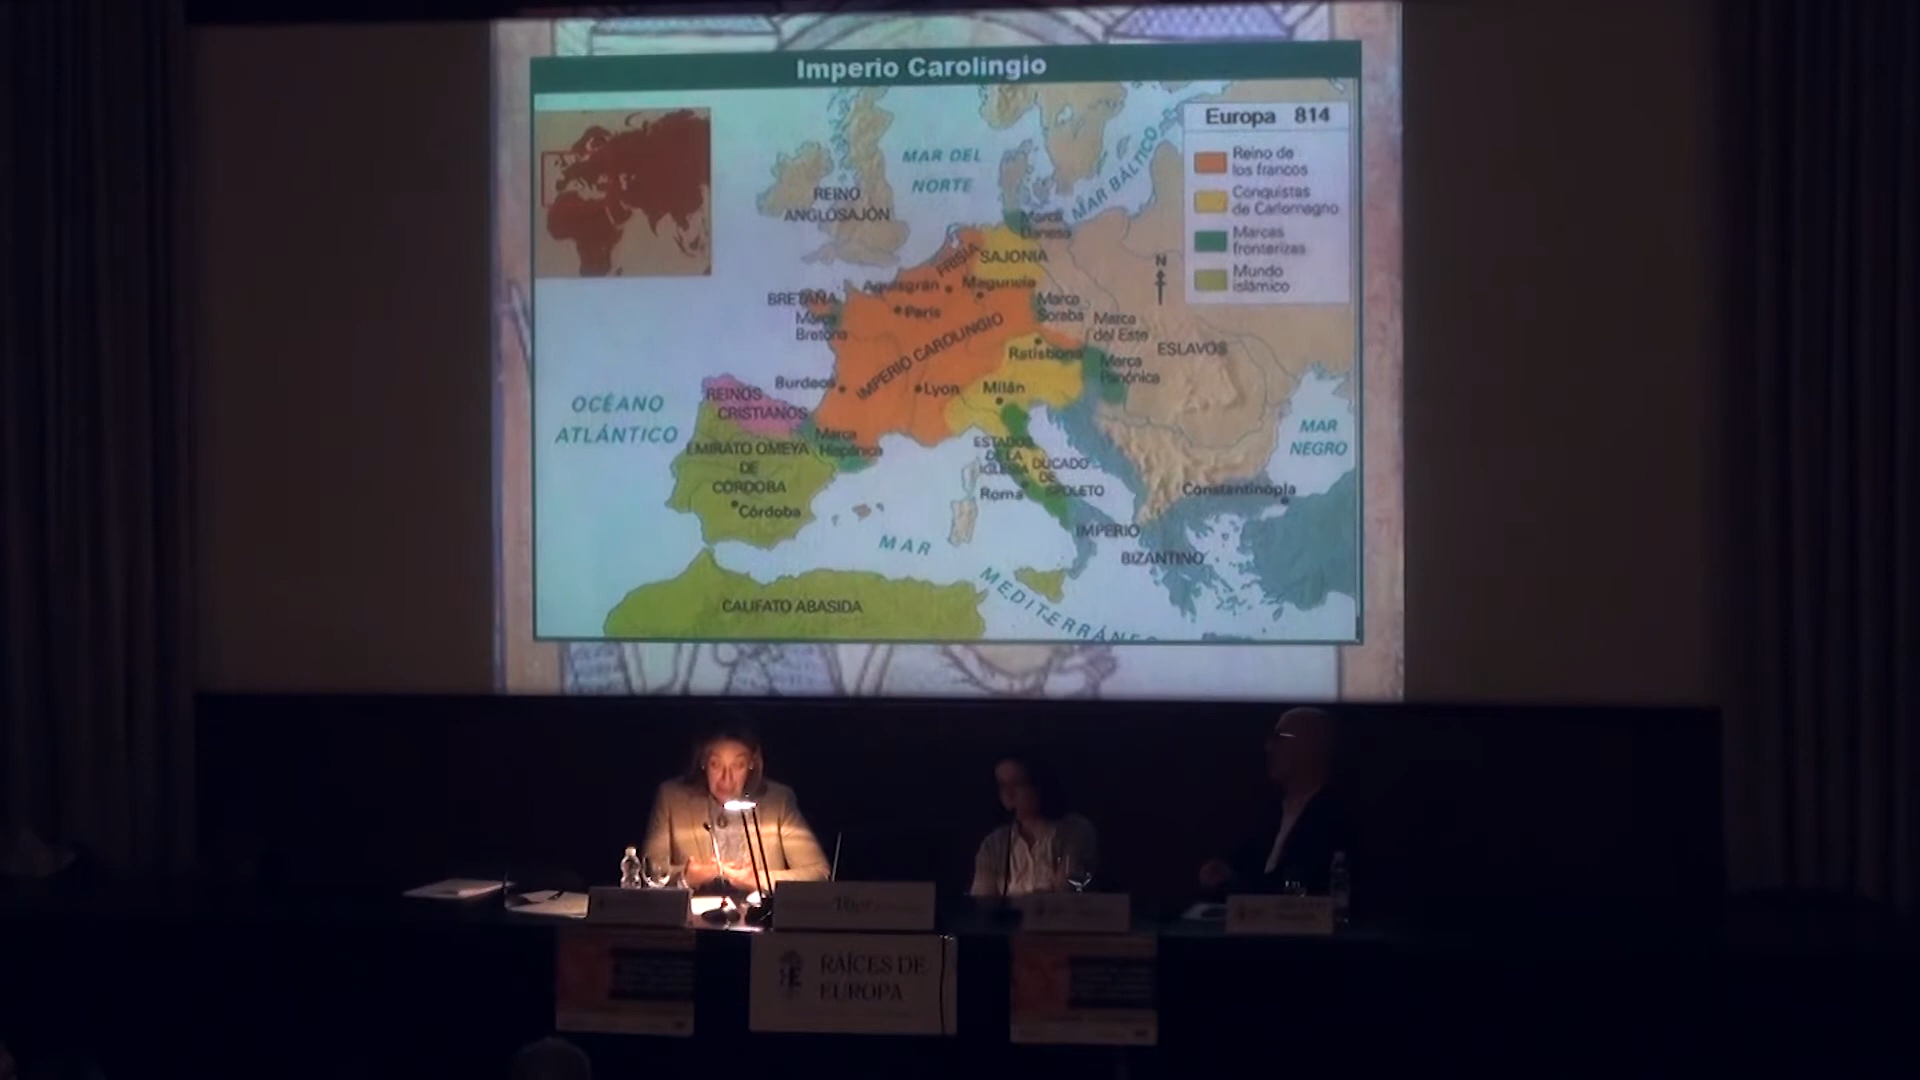 Imperio Carolingio
Europa 814
Reino de
los francos
Conquistas
de Carlomagno
Marcas
fronterizas
Mundo
islámico
MAR DEL
NORTE
MAR BÁLTICO
REINO
ANGLOSAJÓN
Marca
Danesa
FRISIA
SAJONIA
N
Aquisgrán
Maguncia
BRETAÑA
Marca
Bretona
París
Marca
Soraba
Marca
del Este
IMPERIO CAROLINGIO
Ratisbona
ESLAVOS
Marca
Panónica
Burdeos
Lyon
Milán
REINOS
CRISTIANOS
OCÉANO
ATLÁNTICO
MAR
NEGRO
Marca
Hispánica
EMIRATO OMEYA
DE
CÓRDOBA
Córdoba
ESTADOS
DE LA
IGLESIA
DUCADO
DE
SPOLETO
Roma
Constantinopla
IMPERIO
BIZANTINO
MAR
MEDITERRÁNEO
CALIFATO ABASIDA
RAÍCES DE
EUROPA